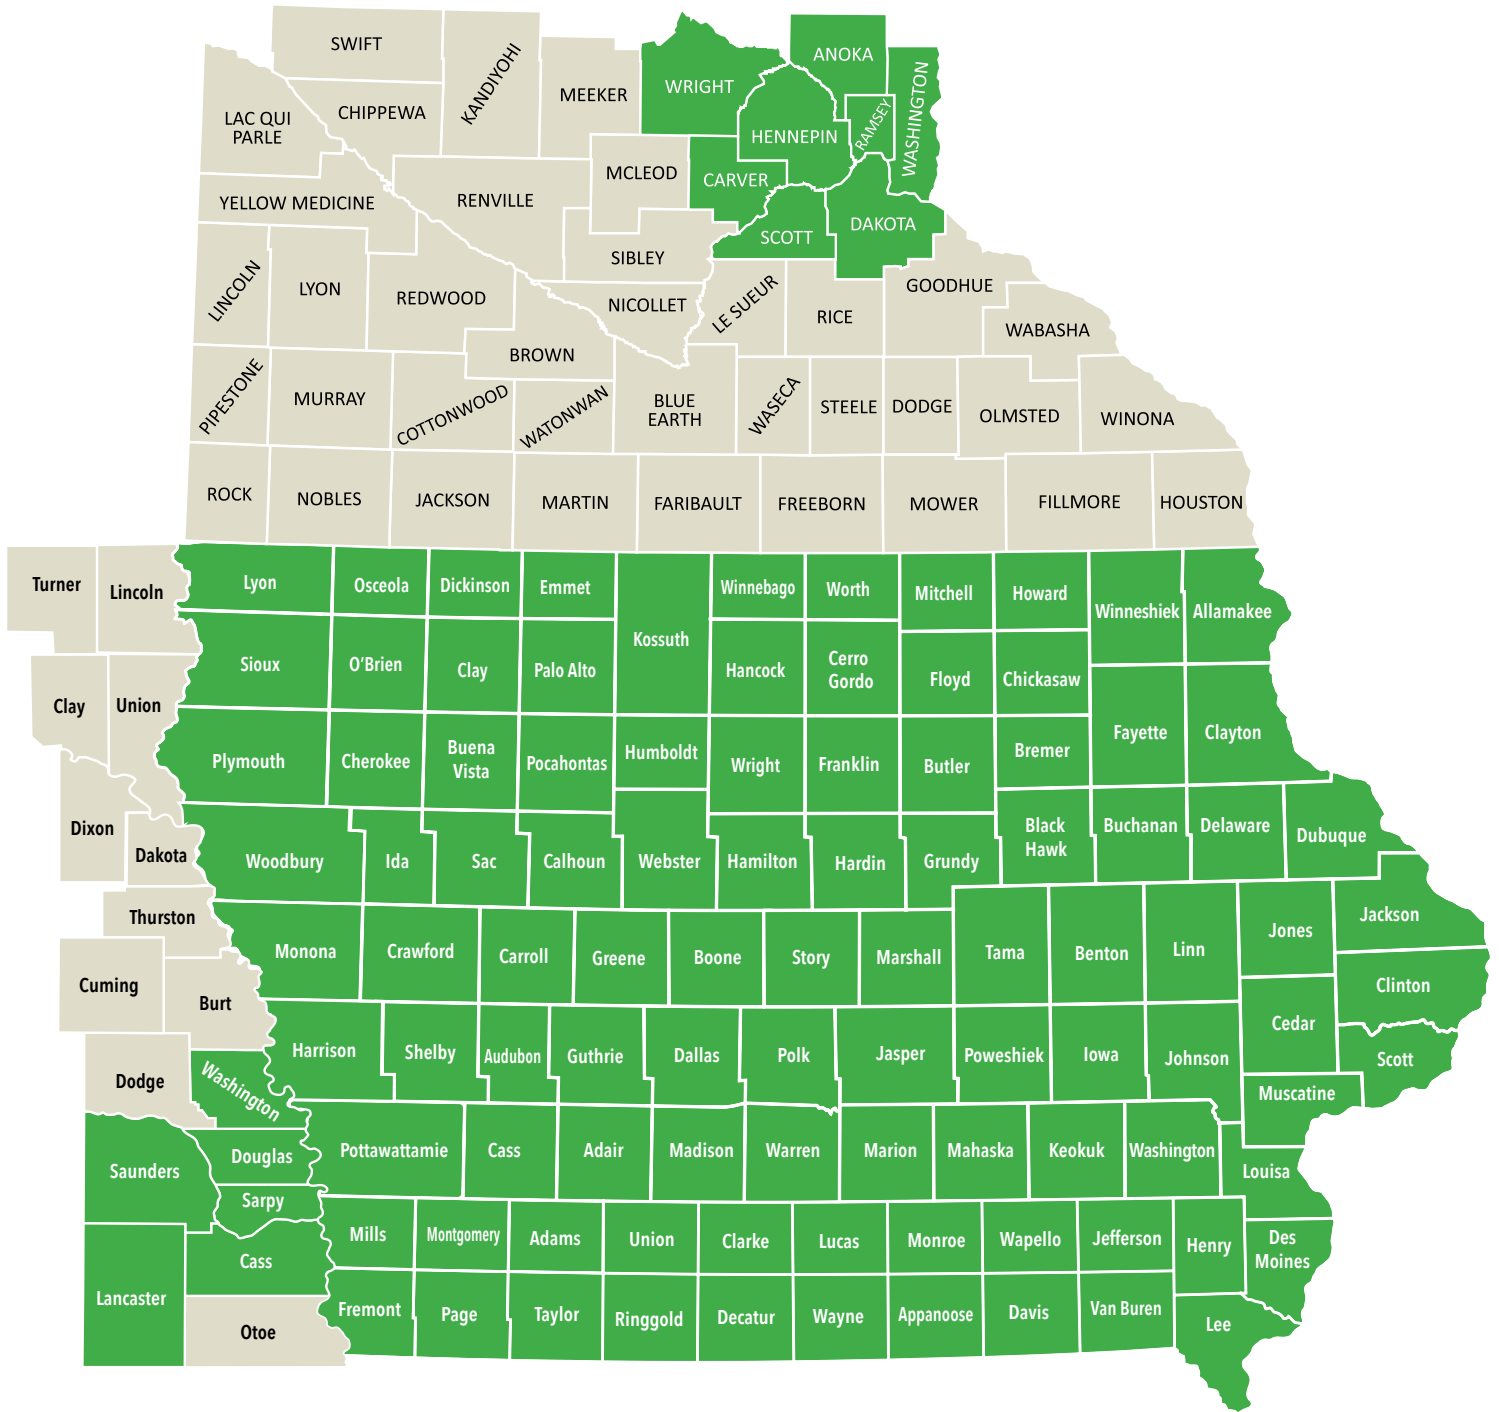 SWIFT
KANDIYOHI
MEEKER
WRIGHT
ANOKA
WASHINGTON
LAC QUI
PARLE
CHIPPEWA
HENNEPIN
RAMSEY
MCLEOD
CARVER
YELLOW MEDICINE
RENVILLE
SCOTT
DAKOTA
SIBLEY
LINCOLN
LYON
REDWOOD
NICOLLET
LE SUEUR
RICE
GOODHUE
WABASHA
BROWN
PIPESTONE
MURRAY
COTTONWOOD
WATONWAN
BLUE
EARTH
WASECA
STEELE
DODGE
OLMSTED
WINONA
ROCK
NOBLES
JACKSON
MARTIN
FARIBAULT
FREEBORN
MOWER
FILLMORE
HOUSTON
Turner
Lincoln
Lyon
Osceola
Dickinson
Emmet
Kossuth
Winnebago
Worth
Mitchell
Howard
Winneshiek
Allamakee
Clay
Union
Sioux
O'Brien
Clay
Palo Alto
Hancock
Cerro
Gordo
Floyd
Chickasaw
Fayette
Clayton
Plymouth
Cherokee
Buena
Vista
Pocahontas
Humboldt
Wright
Franklin
Butler
Bremer
Dixon
Dakota
Woodbury
Ida
Sac
Calhoun
Webster
Hamilton
Hardin
Grundy
Black
Hawk
Buchanan
Delaware
Dubuque
Thurston
Cuming
Burt
Monona
Crawford
Carroll
Greene
Boone
Story
Marshall
Tama
Benton
Linn
Jones
Jackson
Clinton
Cedar
Scott
Dodge
Washington
Harrison
Shelby
Audubon
Guthrie
Dallas
Polk
Jasper
Poweshiek
Iowa
Johnson
Muscatine
Saunders
Douglas
Sarpy
Pottawattamie
Cass
Adair
Madison
Warren
Marion
Mahaska
Keokuk
Washington
Louisa
Cass
Mills
Montgomery
Adams
Union
Clarke
Lucas
Monroe
Wapello
Jefferson
Henry
Des
Moines
Lancaster
Otoe
Fremont
Page
Taylor
Ringgold
Decatur
Wayne
Appanoose
Davis
Van Buren
Lee